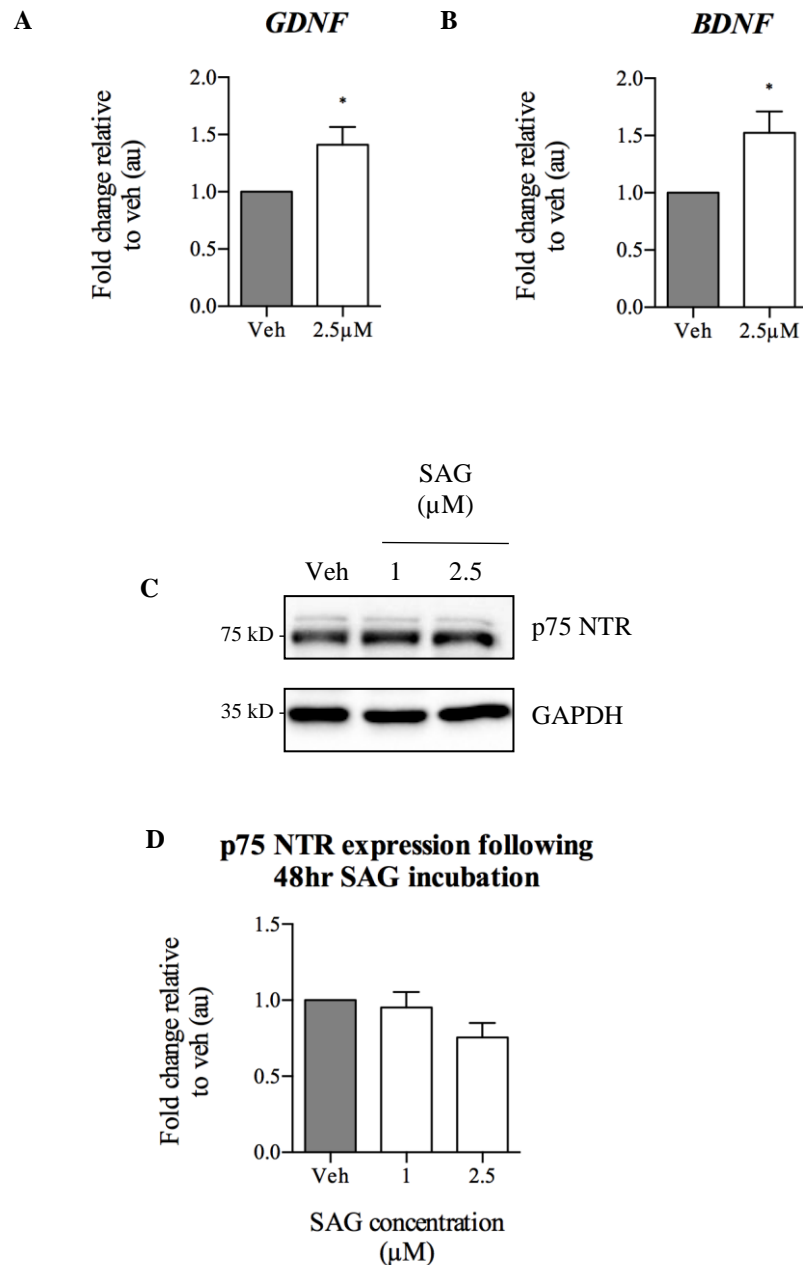 A
GDNF
Fold change relative
to veh (au)
2.0
1.5
1.0
0.5
0.0
*
Veh
2.5µM
B
BDNF
Fold change relative
to veh (au)
2.0
1.5
1.0
0.5
0.0
*
Veh
2.5µM
SAG
(µM)
Veh 1 2.5
C
75 kD -
p75 NTR
35 kD -
GAPDH
D
p75 NTR expression following
48hr SAG incubation
Fold change relative
to veh (au)
1.5
1.0
0.5
0.0
Veh 1 2.5
SAG concentration
(µM)